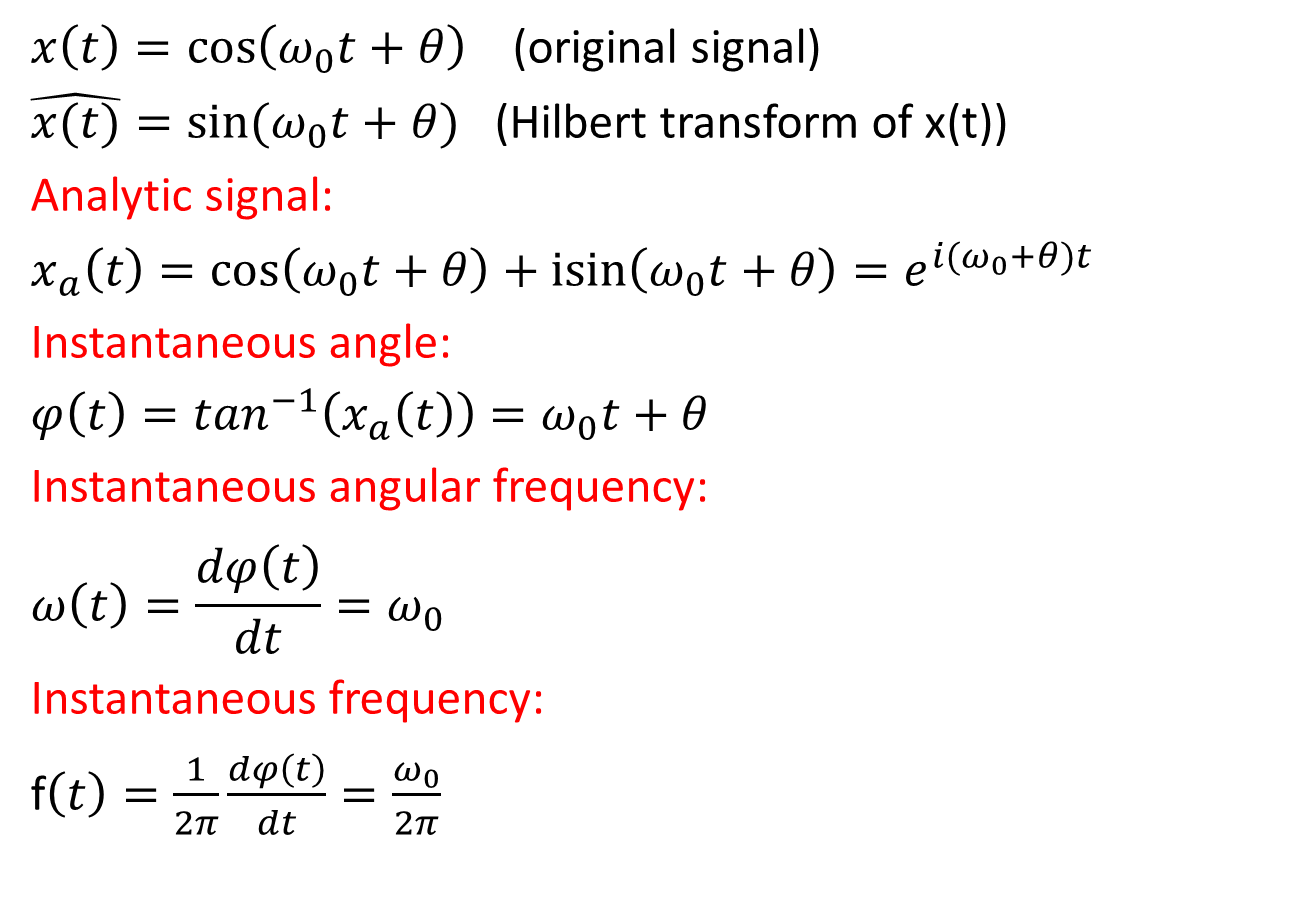 x(t) = cos(ω₀t + θ) (original signal)
x(t)̂ = sin(ω₀t + θ) (Hilbert transform of x(t))
Analytic signal:
xₐ(t) = cos(ω₀t + θ) + isin(ω₀t + θ) = e^{i(ω₀+θ)t}
Instantaneous angle:
φ(t) = tan⁻¹(xₐ(t)) = ω₀t + θ
Instantaneous angular frequency:
ω(t) = dφ(t)/dt = ω₀
Instantaneous frequency:
f(t) = 1/2π dφ(t)/dt = ω₀/2π